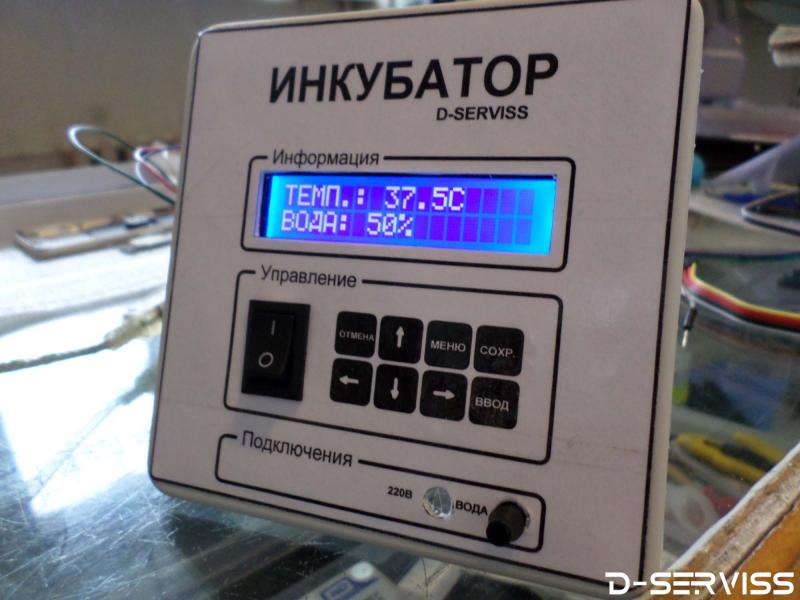 ИНКУБАТОР
D-SERVISS
Информация
ТЕМП.: 37.5C
ВОДА: 50%
Управление
I
O
ОТМЕНА ↑ МЕНЮ СОХР.
← ↓ → ВВОД
Подключения
220В ВОДА
D-SERVISS